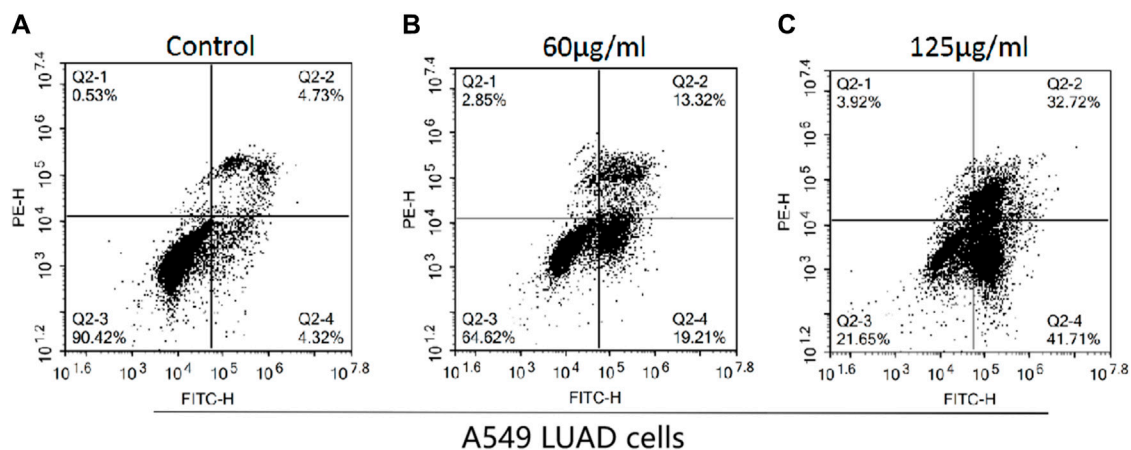 A
Control
Q2-1
0.53%
Q2-2
4.73%
Q2-3
90.42%
Q2-4
4.32%
PE-H
10^7.4
10^6
10^5
10^4
10^3
10^1.2
10^1.6
10^3
10^4
10^5
10^6
10^7.8
FITC-H
B
60μg/ml
Q2-1
2.85%
Q2-2
13.32%
Q2-3
64.62%
Q2-4
19.21%
PE-H
10^7.4
10^6
10^5
10^4
10^3
10^1.2
10^1.6
10^3
10^4
10^5
10^6
10^7.8
FITC-H
C
125μg/ml
Q2-1
3.92%
Q2-2
32.72%
Q2-3
21.65%
Q2-4
41.71%
PE-H
10^7.4
10^6
10^5
10^4
10^3
10^1.2
10^1.6
10^3
10^4
10^5
10^6
10^7.8
FITC-H
A549 LUAD cells